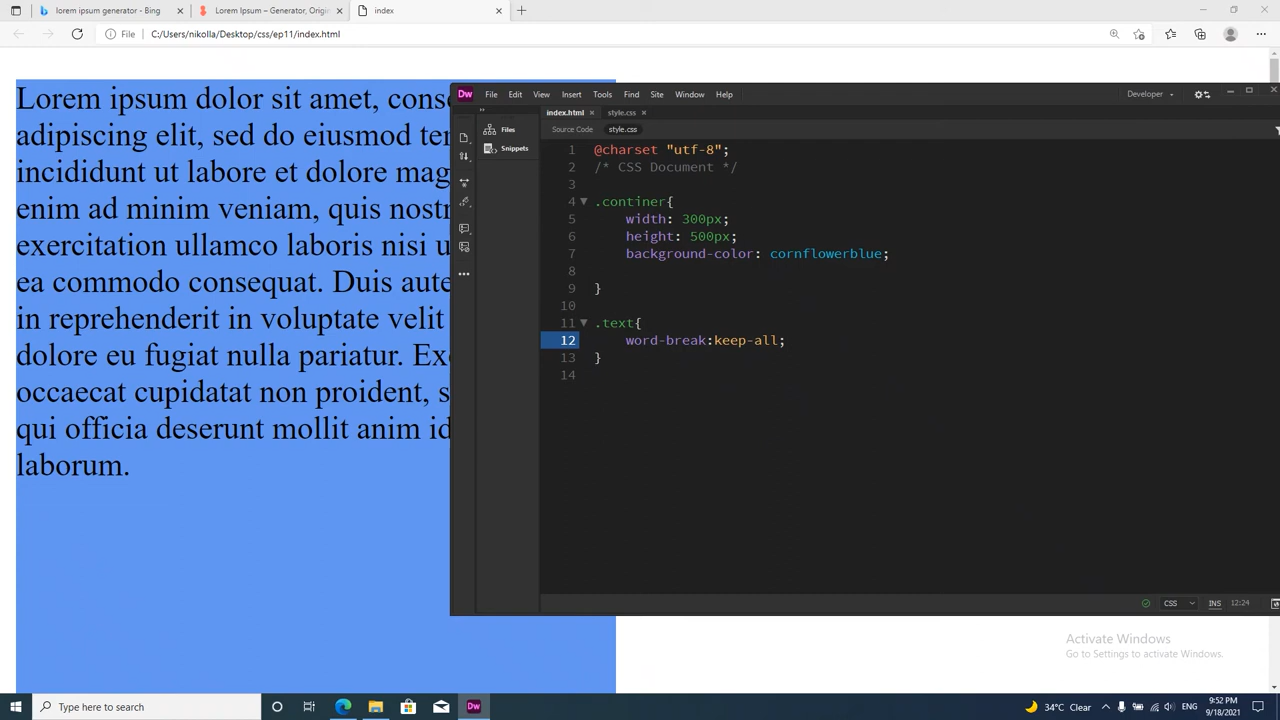 lorem ipsum generator - Bing
Lorem Ipsum – Generator, Origin
index
File
C:/Users/nikolla/Desktop/css/ep11/index.html
Lorem ipsum dolor sit amet, conse
adipiscing elit, sed do eiusmod ten
incididunt ut labore et dolore mag
enim ad minim veniam, quis nostr
exercitation ullamco laboris nisi u
ea commodo consequat. Duis aute
in reprehenderit in voluptate velit
dolore eu fugiat nulla pariatur. Exc
occaecat cupidatat non proident, s
qui officia deserunt mollit anim id
laborum.
Dw File Edit View Insert Tools Find Site Window Help
Developer
index.html
style.css
Source Code
style.css
Files
Snippets
1 @charset "utf-8";
2 /* CSS Document */
3
4 .continer{
5 width: 300px;
6 height: 500px;
7 background-color: cornflowerblue;
8
9 }
10
11 .text{
12 word-break:keep-all;
13 }
14
CSS
INS
12:24
Activate Windows
Go to Settings to activate Windows.
Type here to search
Dw
34°C Clear
ENG
9:52 PM
9/18/2021